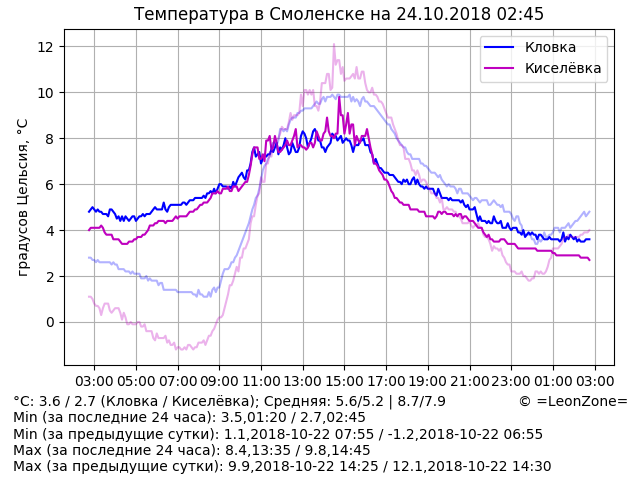 Температура в Смоленске на 24.10.2018 02:45
градусов Цельсия, °C
12
10
8
6
4
2
0
Кловка
Киселёвка
03:00 05:00 07:00 09:00 11:00 13:00 15:00 17:00 19:00 21:00 23:00 01:00 03:00
°C: 3.6 / 2.7 (Кловка / Киселёвка); Средняя: 5.6/5.2 | 8.7/7.9 © =LeonZone=
Min (за последние 24 часа): 3.5,01:20 / 2.7,02:45
Min (за предыдущие сутки): 1.1,2018-10-22 07:55 / -1.2,2018-10-22 06:55
Max (за последние 24 часа): 8.4,13:35 / 9.8,14:45
Max (за предыдущие сутки): 9.9,2018-10-22 14:25 / 12.1,2018-10-22 14:30